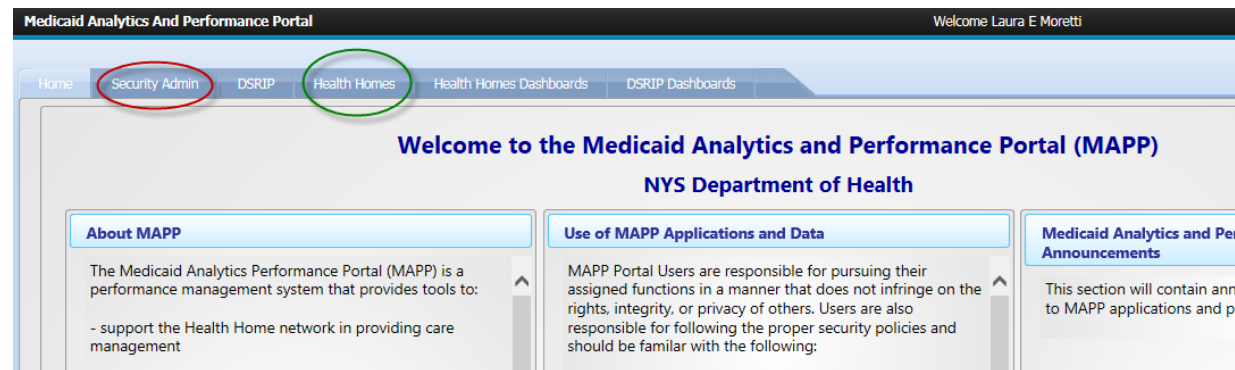 Medicaid Analytics And Performance Portal
Welcome Laura E Moretti
Home Security Admin DSRIP Health Homes Health Homes Dashboards DSRIP Dashboards
Welcome to the Medicaid Analytics and Performance Portal (MAPP)
NYS Department of Health
About MAPP
The Medicaid Analytics Performance Portal (MAPP) is a
performance management system that provides tools to:
- support the Health Home network in providing care
management
Use of MAPP Applications and Data
MAPP Portal Users are responsible for pursuing their
assigned functions in a manner that does not infringe on the
rights, integrity, or privacy of others. Users are also
responsible for following the proper security policies and
should be familar with the following:
Medicaid Analytics and Pe
Announcements
This section will contain ann
to MAPP applications and p